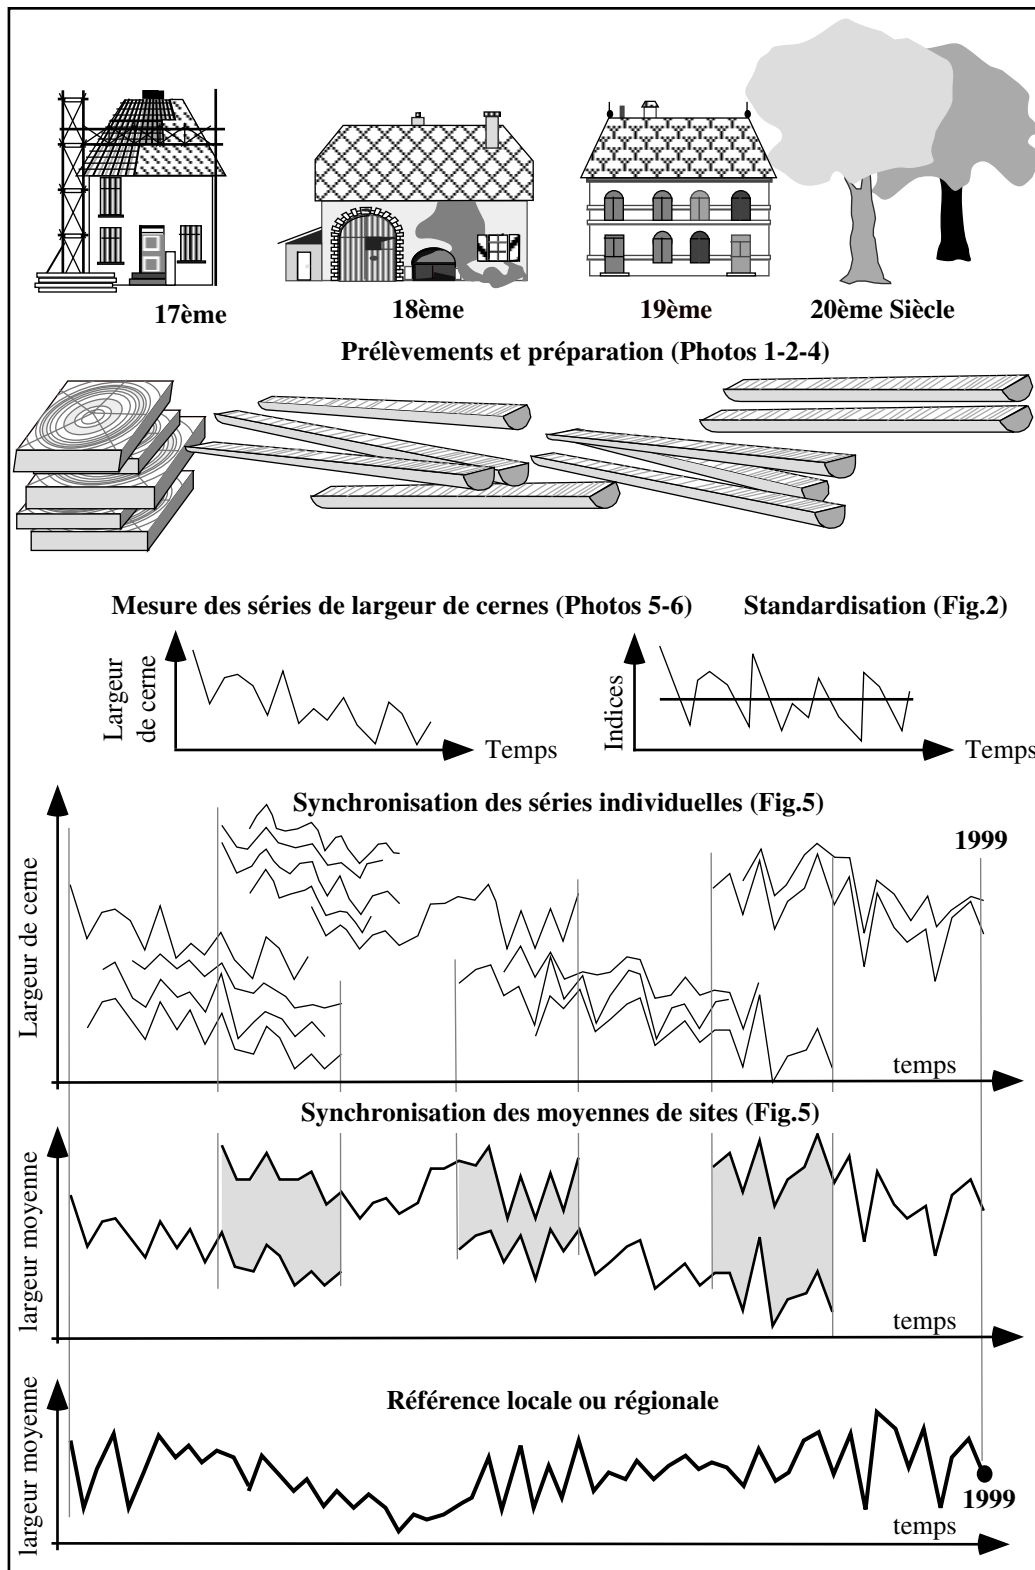 17ème
18ème
19ème
20ème Siècle
Prélèvements et préparation (Photos 1-2-4)
Mesure des séries de largeur de cernes (Photos 5-6)
Standardisation (Fig.2)
Largeur
de cerne
Temps
Indices
Temps
Synchronisation des séries individuelles (Fig.5)
1999
Largeur de cerne
temps
Synchronisation des moyennes de sites (Fig.5)
largeur moyenne
temps
Référence locale ou régionale
largeur moyenne
1999
temps